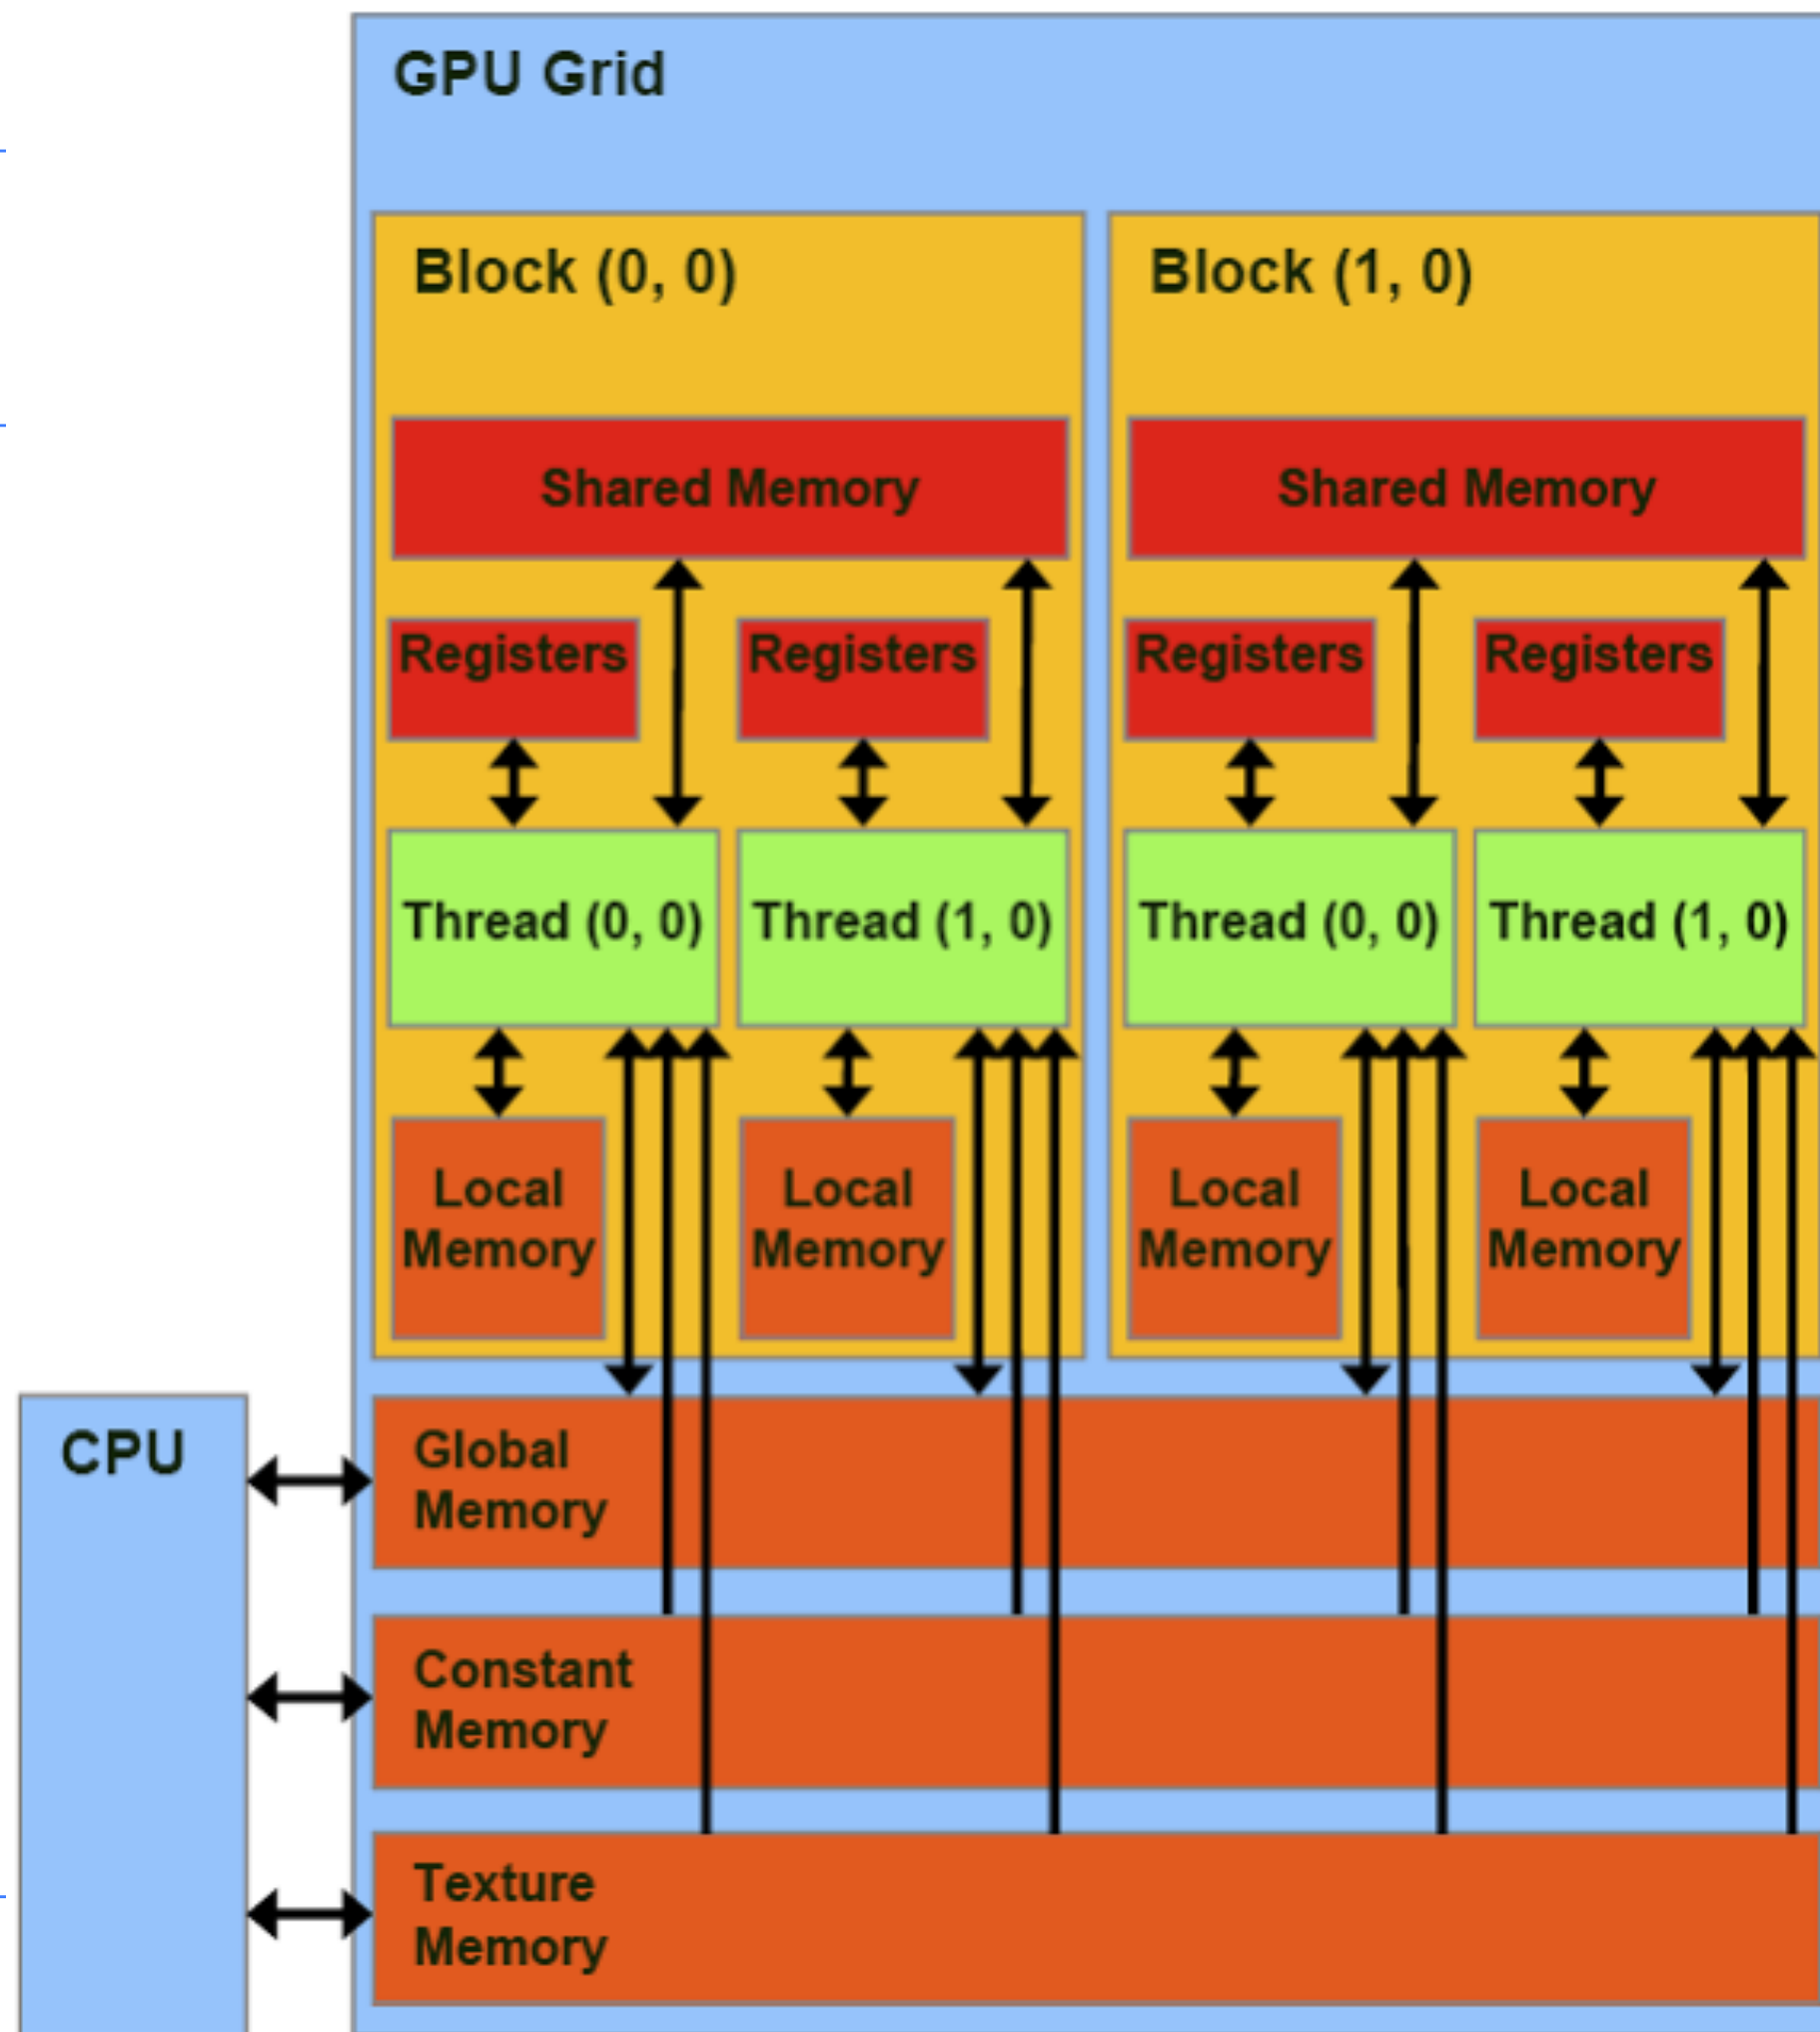 GPU Grid
Block (0, 0)
Block (1, 0)
Shared Memory
Shared Memory
Registers
Registers
Registers
Registers
Thread (0, 0)
Thread (1, 0)
Thread (0, 0)
Thread (1, 0)
Local
Memory
Local
Memory
Local
Memory
Local
Memory
CPU
Global
Memory
Constant
Memory
Texture
Memory